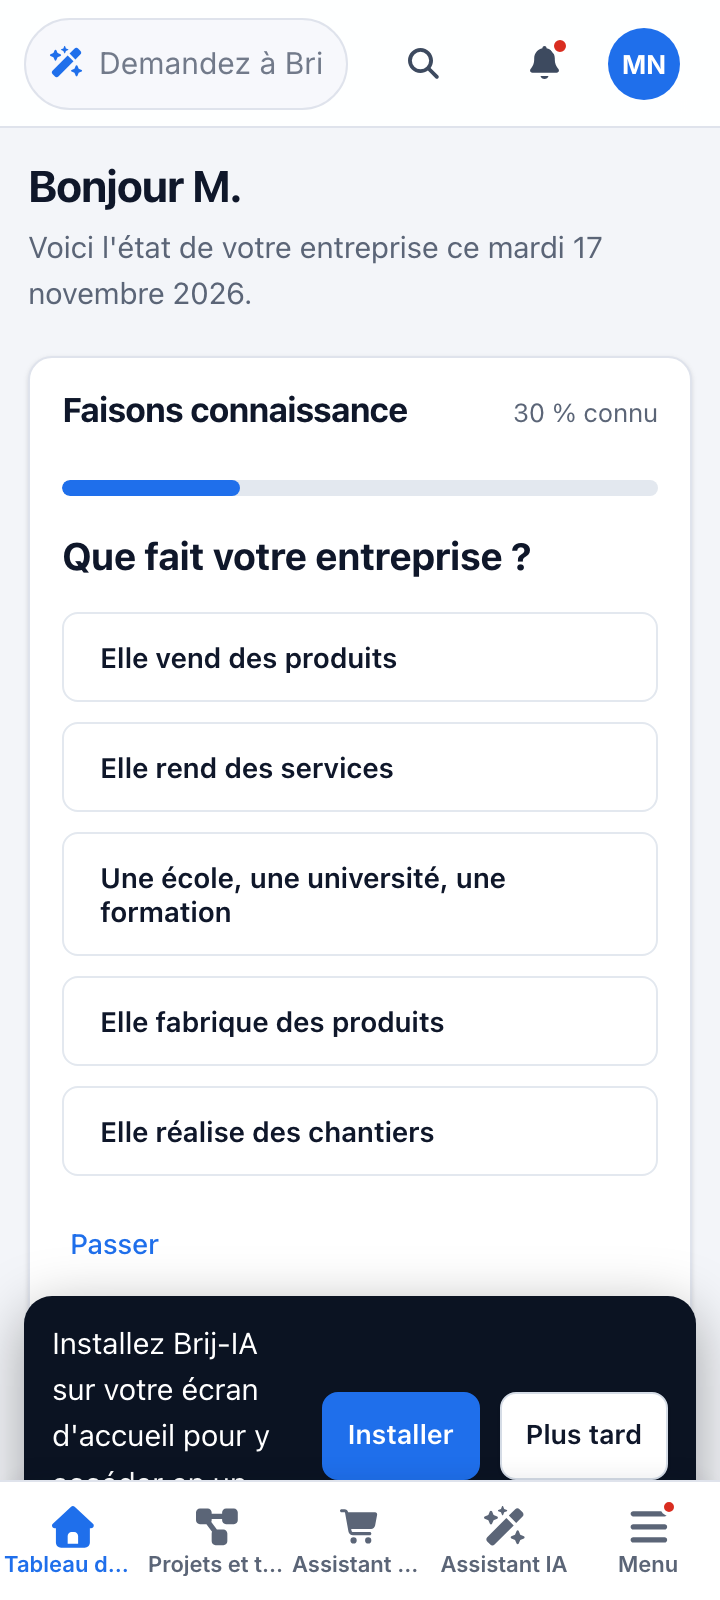 Demandez à Bri
MN
Bonjour M.
Voici l'état de votre entreprise ce mardi 17
novembre 2026.
Faisons connaissance
30 % connu
Que fait votre entreprise ?
Elle vend des produits
Elle rend des services
Une école, une université, une
formation
Elle fabrique des produits
Elle réalise des chantiers
Passer
Installez Brij-IA
sur votre écran
d'accueil pour y
Installer
Plus tard
Tableau d...
Projets et t...
Assistant ...
Assistant IA
Menu